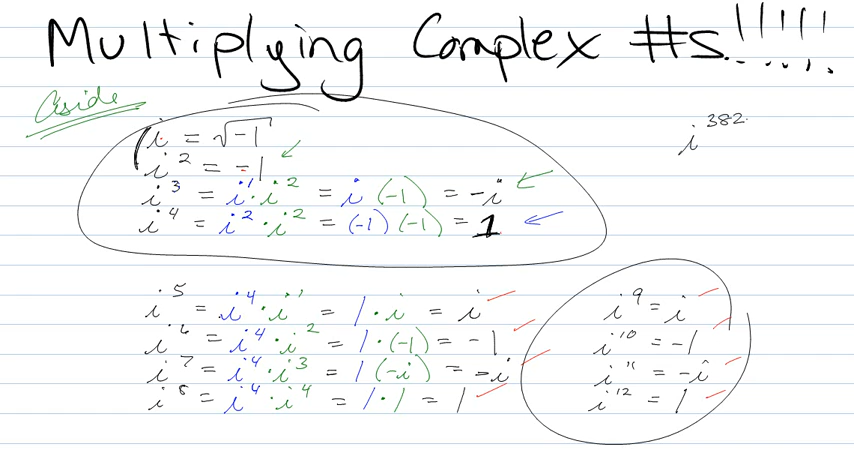 Multiplying Complex #s!!!!!
Aside
i = √-1
i² = -1
i³ = i¹·i² = i(-1) = -i
i⁴ = i²·i² = (-1)(-1) = 1
i³⁸²
i⁵ = i⁴·i¹ = 1·i = i
i⁶ = i⁴·i² = 1·(-1) = -1
i⁷ = i⁴·i³ = 1(-i) = -i
i⁸ = i⁴·i⁴ = 1·1 = 1
i⁹ = i
i¹⁰ = -1
i¹¹ = -i
i¹² = 1